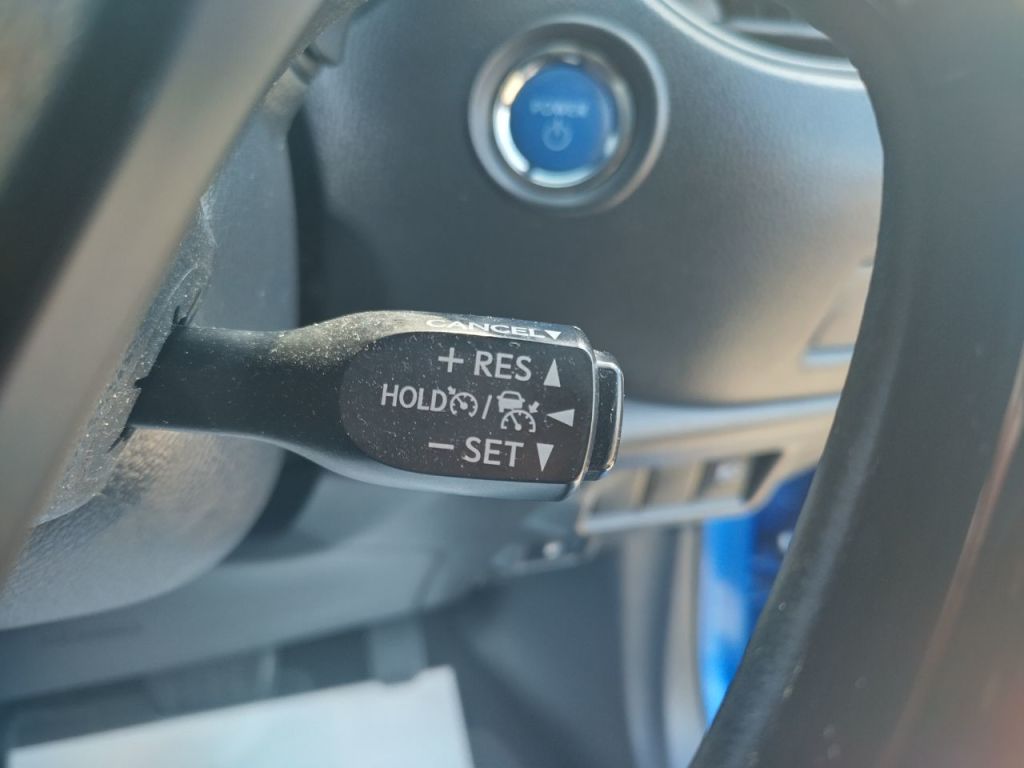 POWER
CANCEL▼
+ RES ▲
HOLD / ◀
− SET ▼